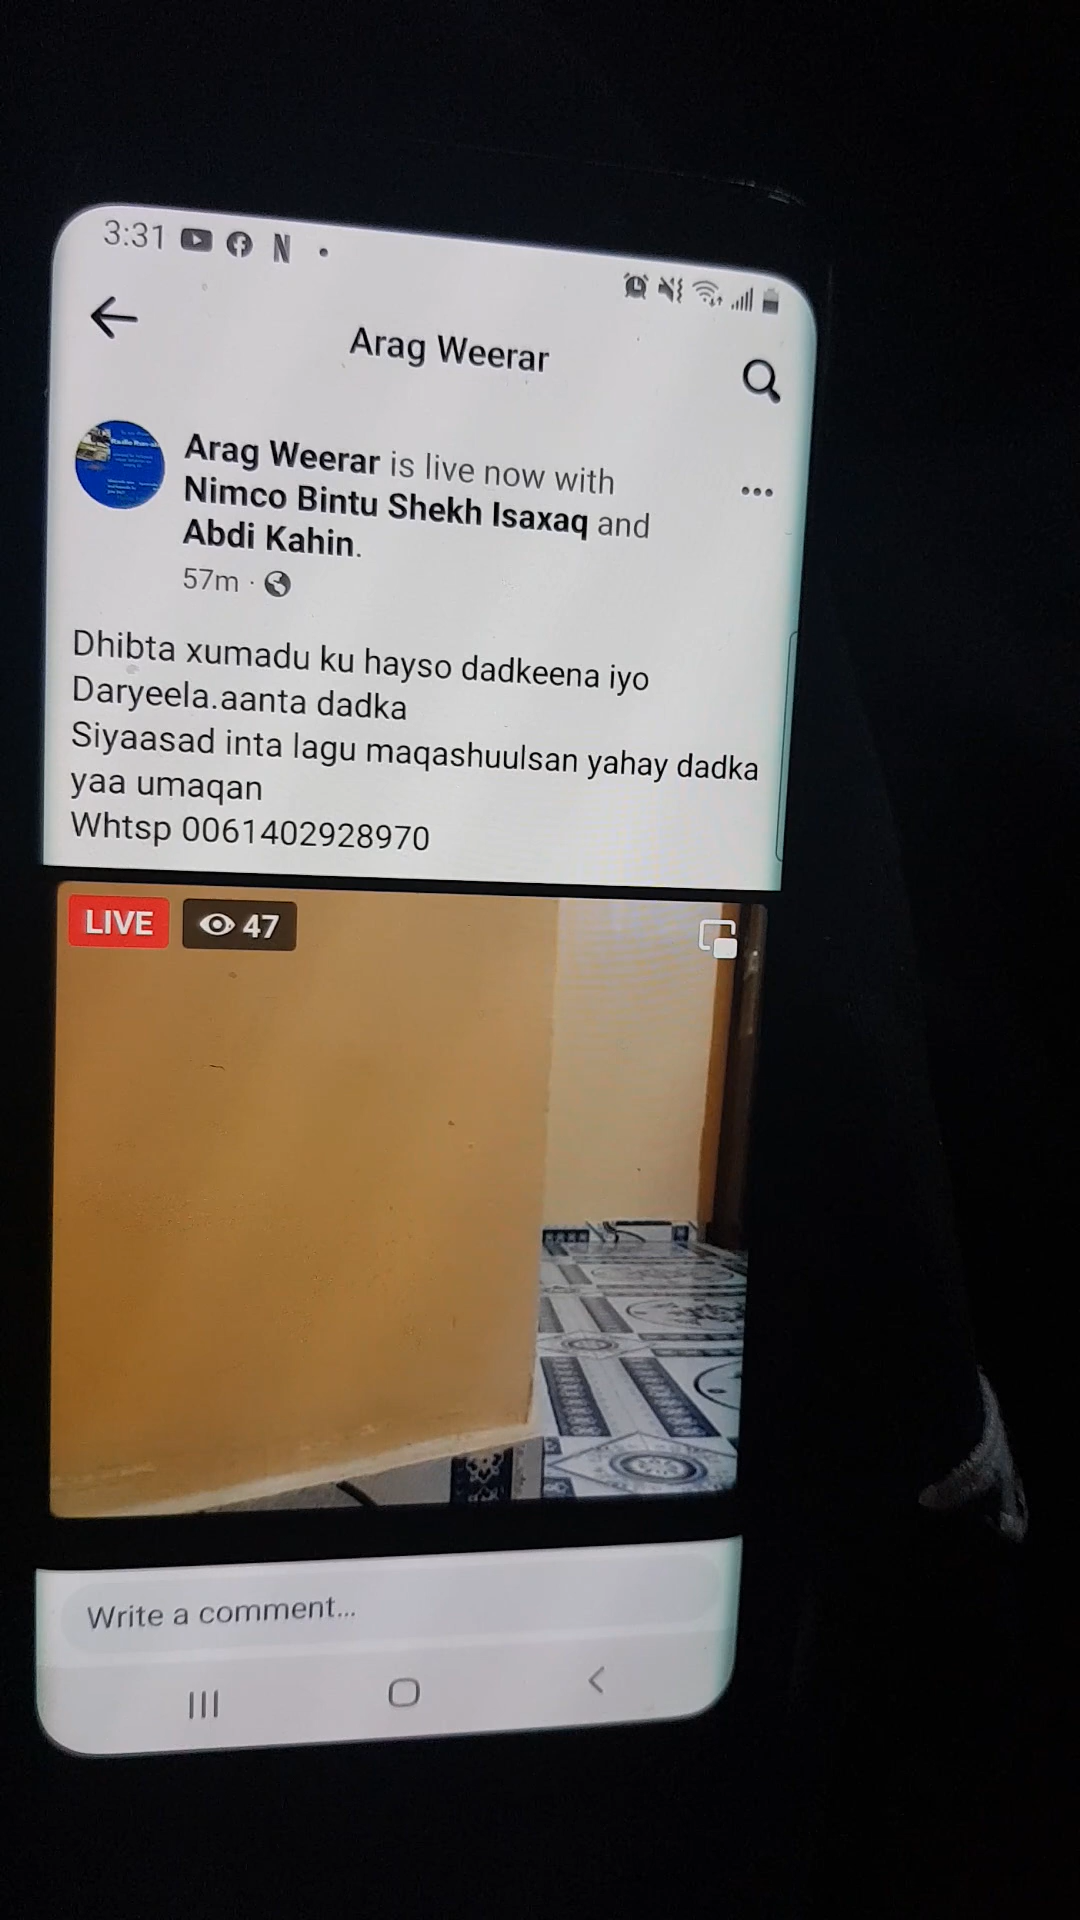 3:31
Arag Weerar
Arag Weerar is live now with
Nimco Bintu Shekh Isaxaq and
Abdi Kahin.
57m ·
Dhibta xumadu ku hayso dadkeena iyo
Daryeela.aanta dadka
Siyaasad inta lagu maqashuulsan yahay dadka
yaa umaqan
Whtsp 0061402928970
LIVE 47
Write a comment...